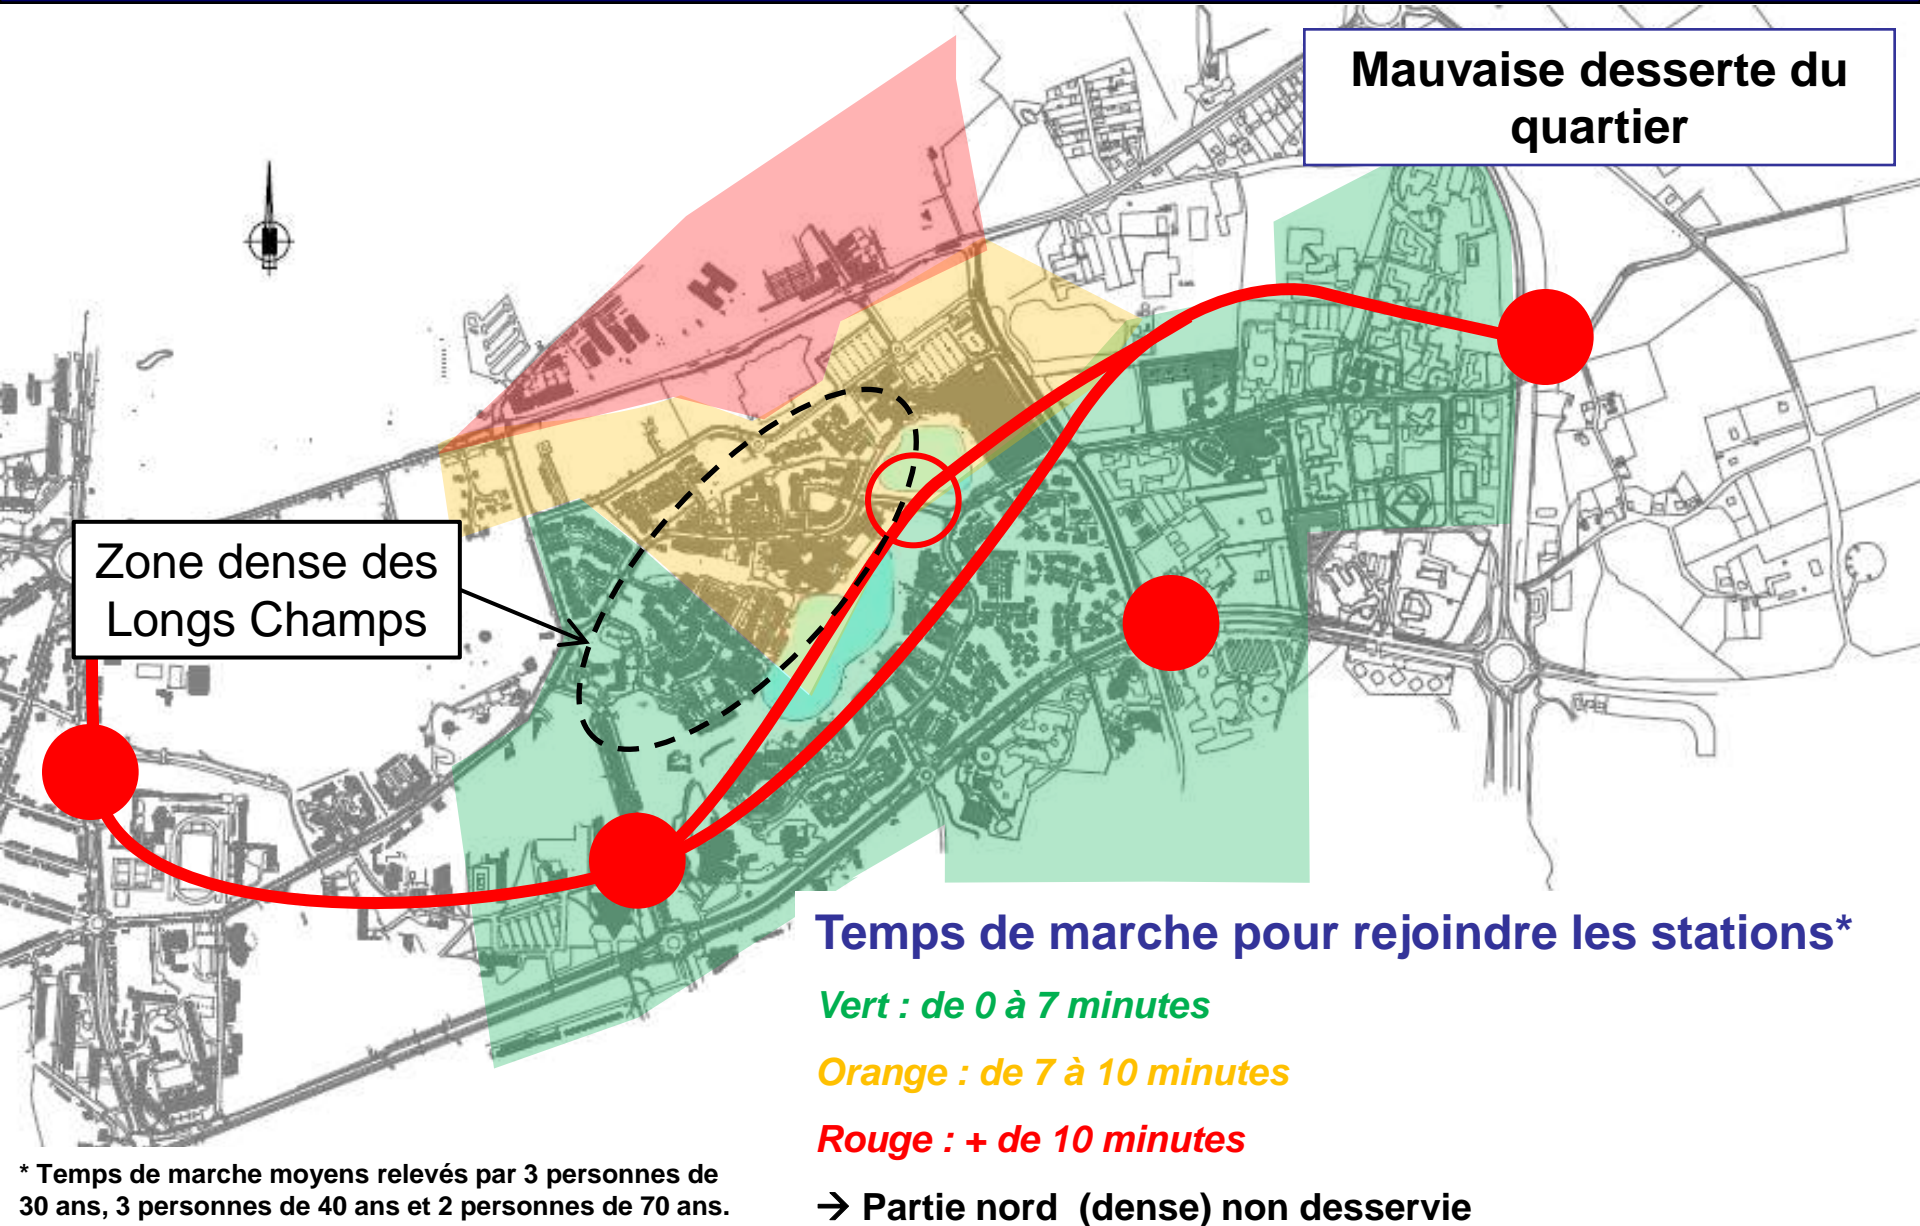 Mauvaise desserte du
quartier
Zone dense des
Longs Champs
Temps de marche pour rejoindre les stations*
Vert : de 0 à 7 minutes
Orange : de 7 à 10 minutes
Rouge : + de 10 minutes
→ Partie nord (dense) non desservie
* Temps de marche moyens relevés par 3 personnes de
30 ans, 3 personnes de 40 ans et 2 personnes de 70 ans.